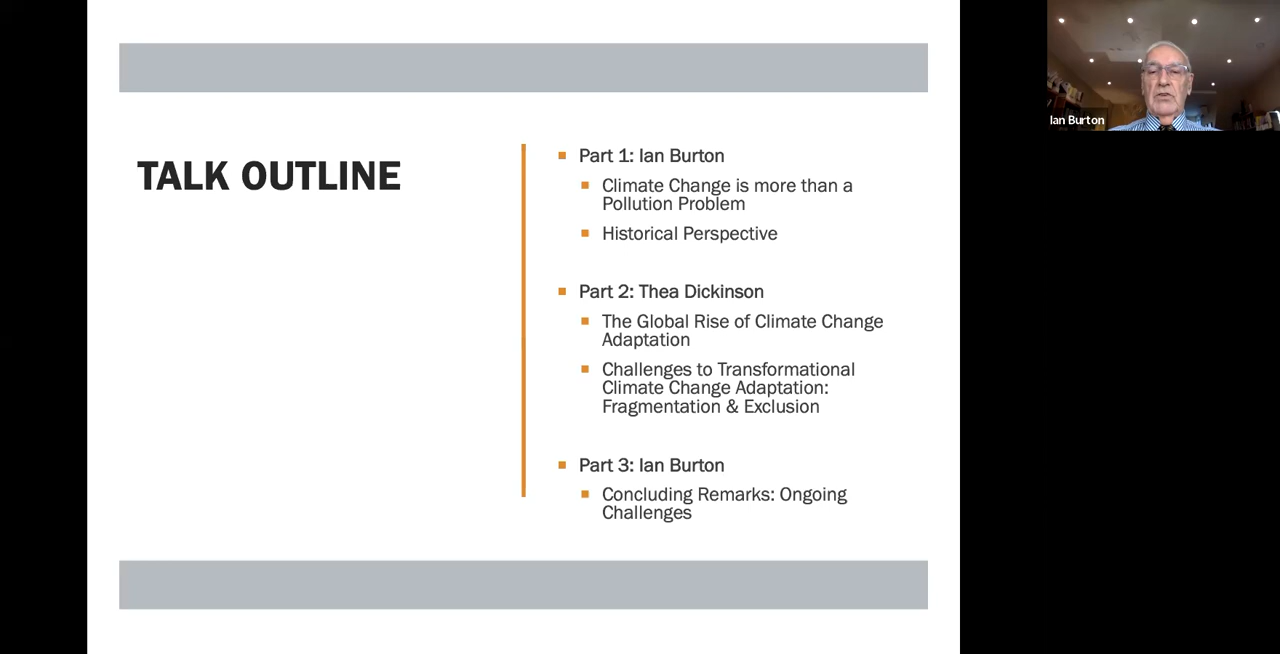 TALK OUTLINE
Part 1: Ian Burton
Climate Change is more than a
Pollution Problem
Historical Perspective
Part 2: Thea Dickinson
The Global Rise of Climate Change
Adaptation
Challenges to Transformational
Climate Change Adaptation:
Fragmentation & Exclusion
Part 3: Ian Burton
Concluding Remarks: Ongoing
Challenges
Ian Burton